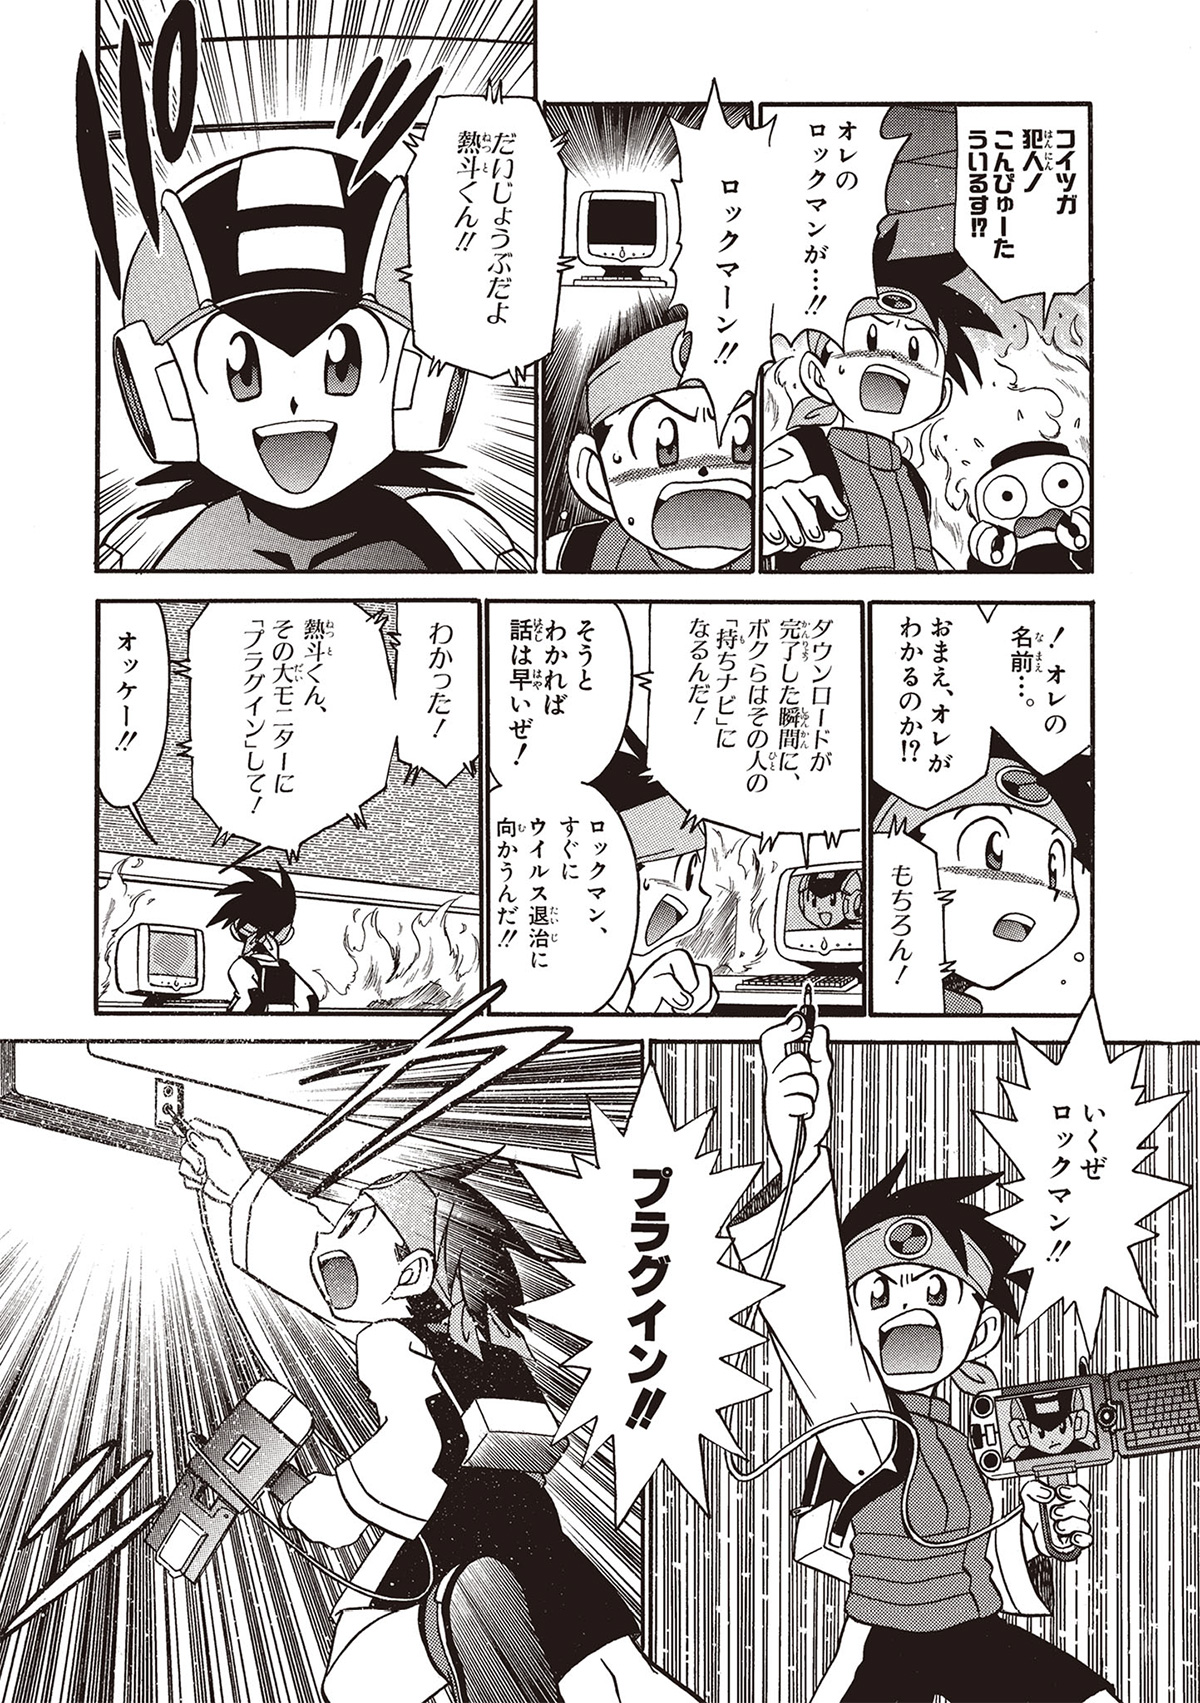 コイツガ
犯人ノ
こんぴゅーた
ういるす!?
オレの
ロックマンが…!!
ロックマーン!!
だいじょうぶだよ
熱斗くん!!
！オレの
名前…。
おまえ、オレが
わかるのか!?
もちろん！
ダウンロードが
完了した瞬間に、
ボクらはその人の
「持ちナビ」に
なるんだ！
そうと
わかれば
話は早いぜ！
ロックマン、
すぐに
ウイルス退治に
向かうんだ!!
わかった！
熱斗くん、
その大モニターに
「プラグイン」して！
オッケー!!
いくぜ
ロックマン!!
プラグイン!!